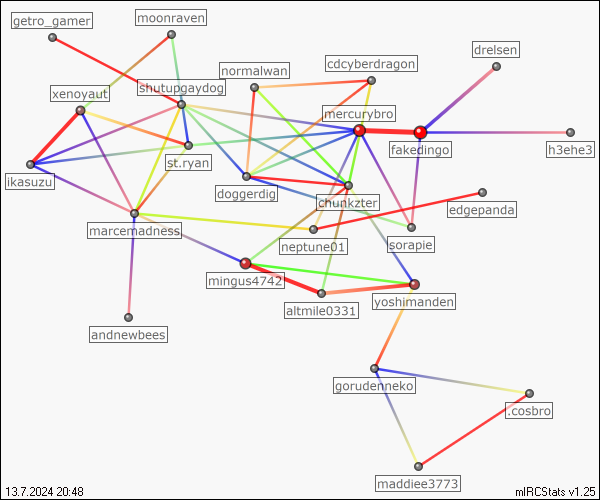 getro_gamer
moonraven
drelsen
cdcyberdragon
normalwan
shutupgaydog
xenoyaut
mercurybro
fakedingo
h3ehe3
st.ryan
ikasuzu
doggerdig
chunkzter
edgepanda
marcemadness
neptune01
sorapie
mingus4742
yoshimanden
altmile0331
andnewbees
gorudenneko
.cosbro
maddiee3773
13.7.2024 20:48
mIRCStats v1.25